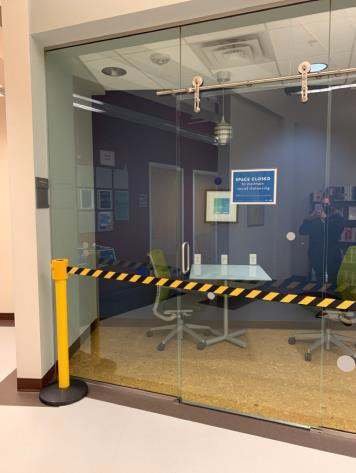 SPACE CLOSED
to maintain
social distancing